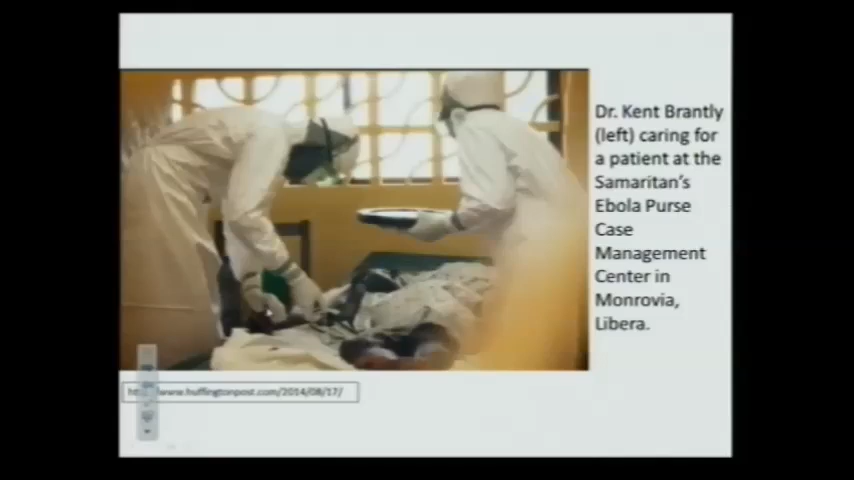 Dr. Kent Brantly
(left) caring for
a patient at the
Samaritan's
Ebola Purse
Case
Management
Center in
Monrovia,
Libera.
www.huffingtonpost.com/2014/08/17/